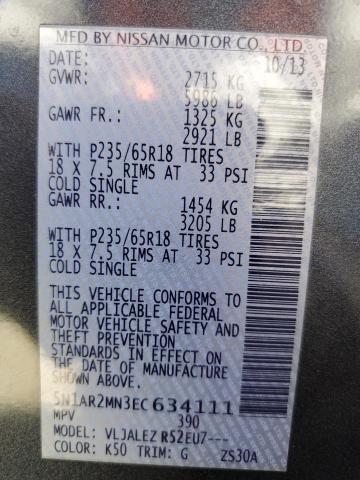 MFD BY NISSAN MOTOR CO., LTD.
DATE: 10/13
GVWR: 2715 KG
5986 LB
GAWR FR.: 1325 KG
2921 LB
WITH P235/65R18 TIRES
18 X 7.5 RIMS AT 33 PSI
COLD SINGLE
GAWR RR.: 1454 KG
3205 LB
WITH P235/65R18 TIRES
18 X 7.5 RIMS AT 33 PSI
COLD SINGLE
THIS VEHICLE CONFORMS TO
ALL APPLICABLE FEDERAL
MOTOR VEHICLE SAFETY AND
THEFT PREVENTION
STANDARDS IN EFFECT ON
THE DATE OF MANUFACTURE
SHOWN ABOVE.
5N1AR2MN3EC634111
MPV 390
MODEL: VLJALEZ R52EU7---
COLOR: K50 TRIM: G ZS30A